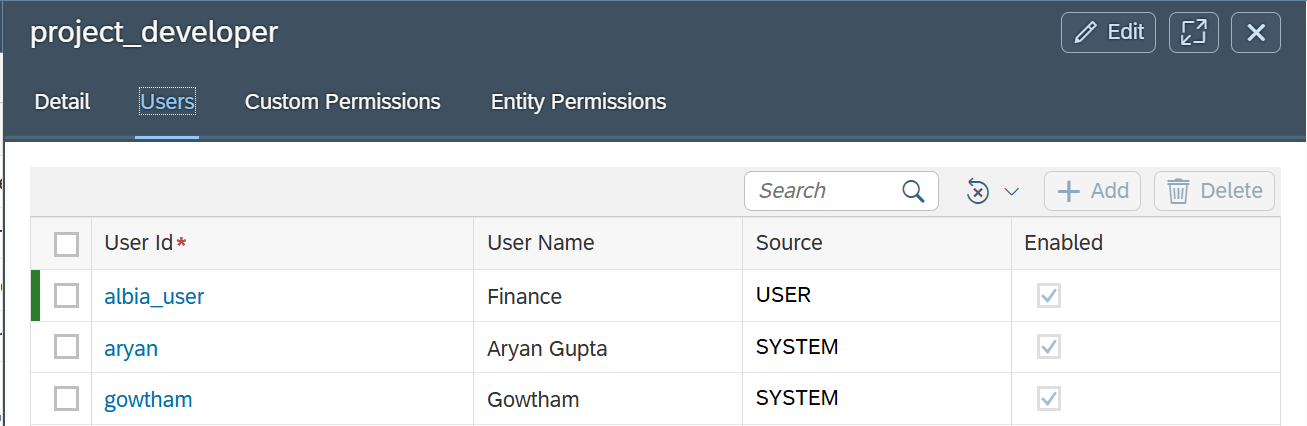 project_developer Edit
Detail Users Custom Permissions Entity Permissions
Search Add Delete
User Id* User Name Source Enabled
albia_user Finance USER
aryan Aryan Gupta SYSTEM
gowtham Gowtham SYSTEM